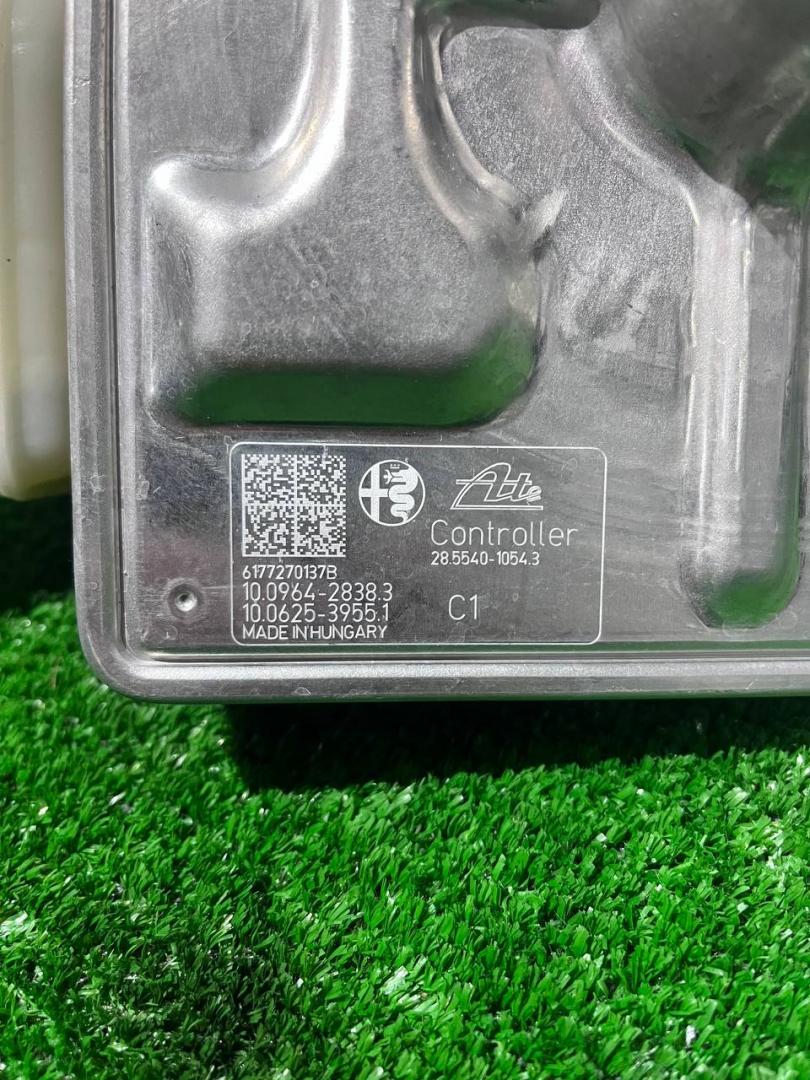 Ate
Controller
28.5540-1054.3
6177270137B
10.0964-2838.3
10.0625-3955.1
C1
MADE IN HUNGARY